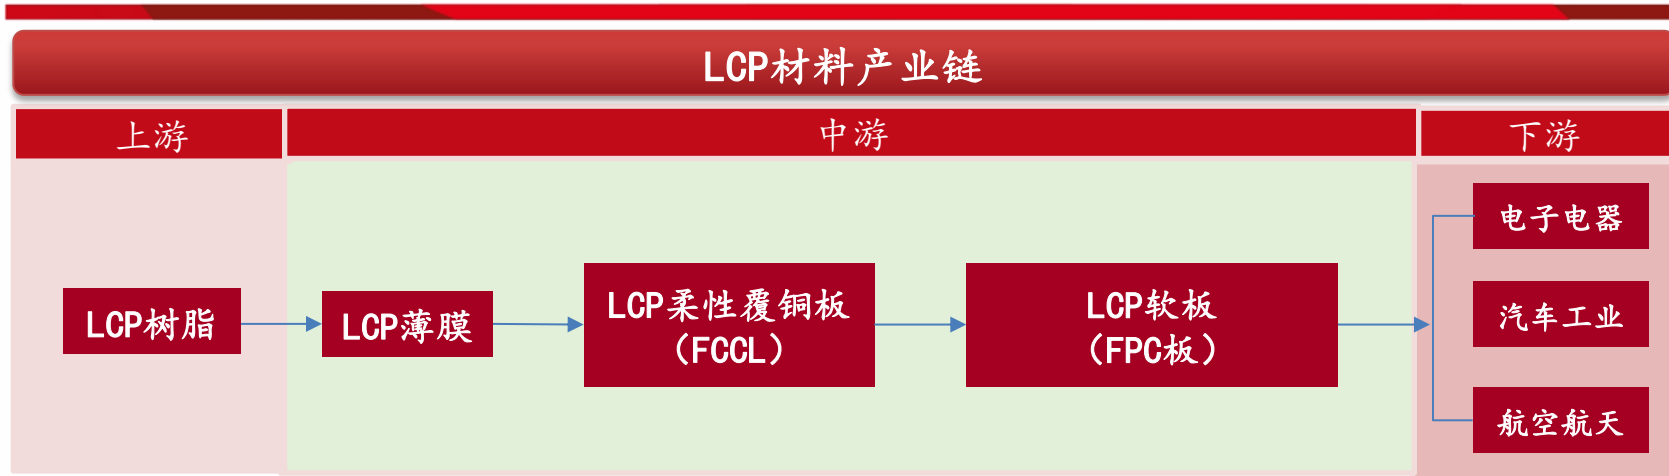 LCP材料产业链
上游
中游
下游
LCP树脂
LCP薄膜
LCP柔性覆铜板
（FCCL）
LCP软板
（FPC板）
电子电器
汽车工业
航空航天